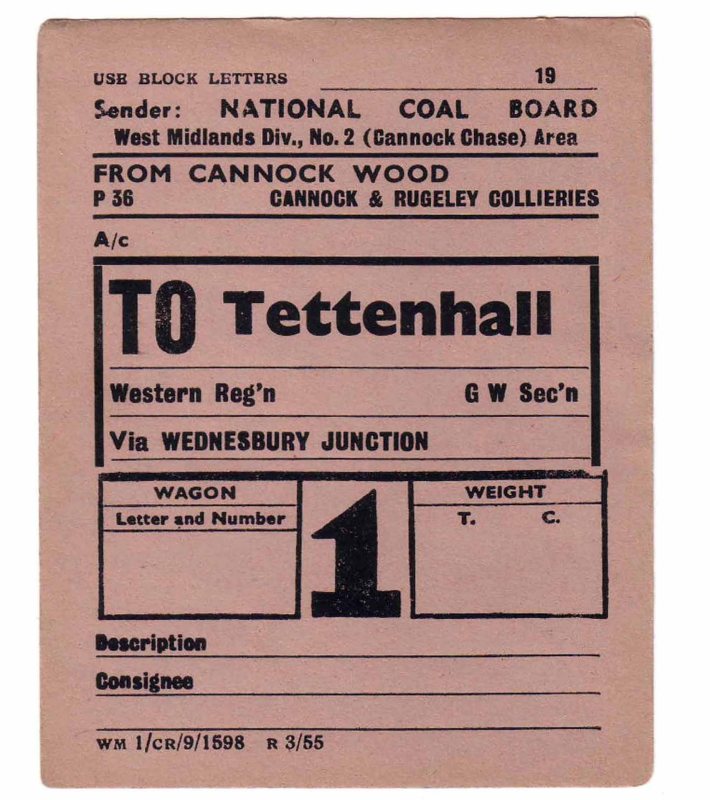 USE BLOCK LETTERS 19
Sender: NATIONAL COAL BOARD
West Midlands Div., No. 2 (Cannock Chase) Area
FROM CANNOCK WOOD
P 36 CANNOCK & RUGELEY COLLIERIES
A/c
TO Tettenhall
Western Reg'n G W Sec'n
Via WEDNESBURY JUNCTION
WAGON WEIGHT
Letter and Number T. C.
1
Description
Consignee
WM 1/CR/9/1598 R 3/55